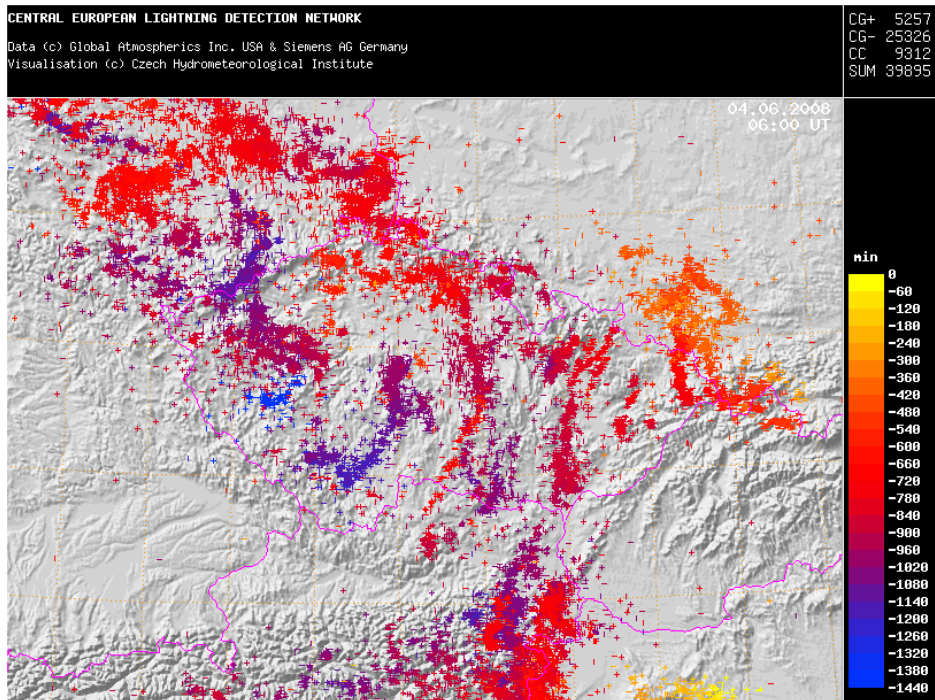 CENTRAL EUROPEAN LIGHTNING DETECTION NETWORK
Data (c) Global Atmospherics Inc. USA & Siemens AG Germany
Visualisation (c) Czech Hydrometeorological Institute
CG+ 5257
CG- 25326
CC 9312
SUM 39895
04.06.2008
06:00 UT
min
0
-60
-120
-180
-240
-300
-360
-420
-480
-540
-600
-660
-720
-780
-840
-900
-960
-1020
-1080
-1140
-1200
-1260
-1320
-1380
-1440